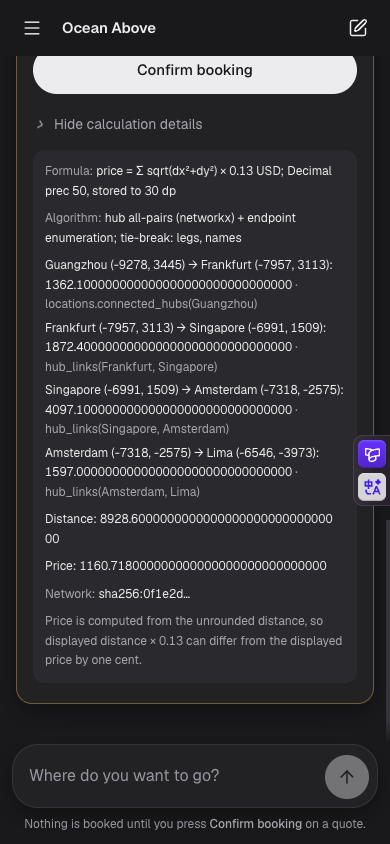 Ocean Above
Confirm booking
Hide calculation details
Formula: price = Σ sqrt(dx²+dy²) × 0.13 USD; Decimal
prec 50, stored to 30 dp
Algorithm: hub all-pairs (networkx) + endpoint
enumeration; tie-break: legs, names
Guangzhou (-9278, 3445) → Frankfurt (-7957, 3113):
1362.100000000000000000000000000000 ·
locations.connected_hubs(Guangzhou)
Frankfurt (-7957, 3113) → Singapore (-6991, 1509):
1872.400000000000000000000000000000 ·
hub_links(Frankfurt, Singapore)
Singapore (-6991, 1509) → Amsterdam (-7318, -2575):
4097.100000000000000000000000000000 ·
hub_links(Singapore, Amsterdam)
Amsterdam (-7318, -2575) → Lima (-6546, -3973):
1597.000000000000000000000000000000 ·
hub_links(Amsterdam, Lima)
Distance: 8928.6000000000000000000000000000
00
Price: 1160.718000000000000000000000000000
Network: sha256:0f1e2d…
Price is computed from the unrounded distance, so
displayed distance × 0.13 can differ from the displayed
price by one cent.
Where do you want to go?
Nothing is booked until you press Confirm booking on a quote.